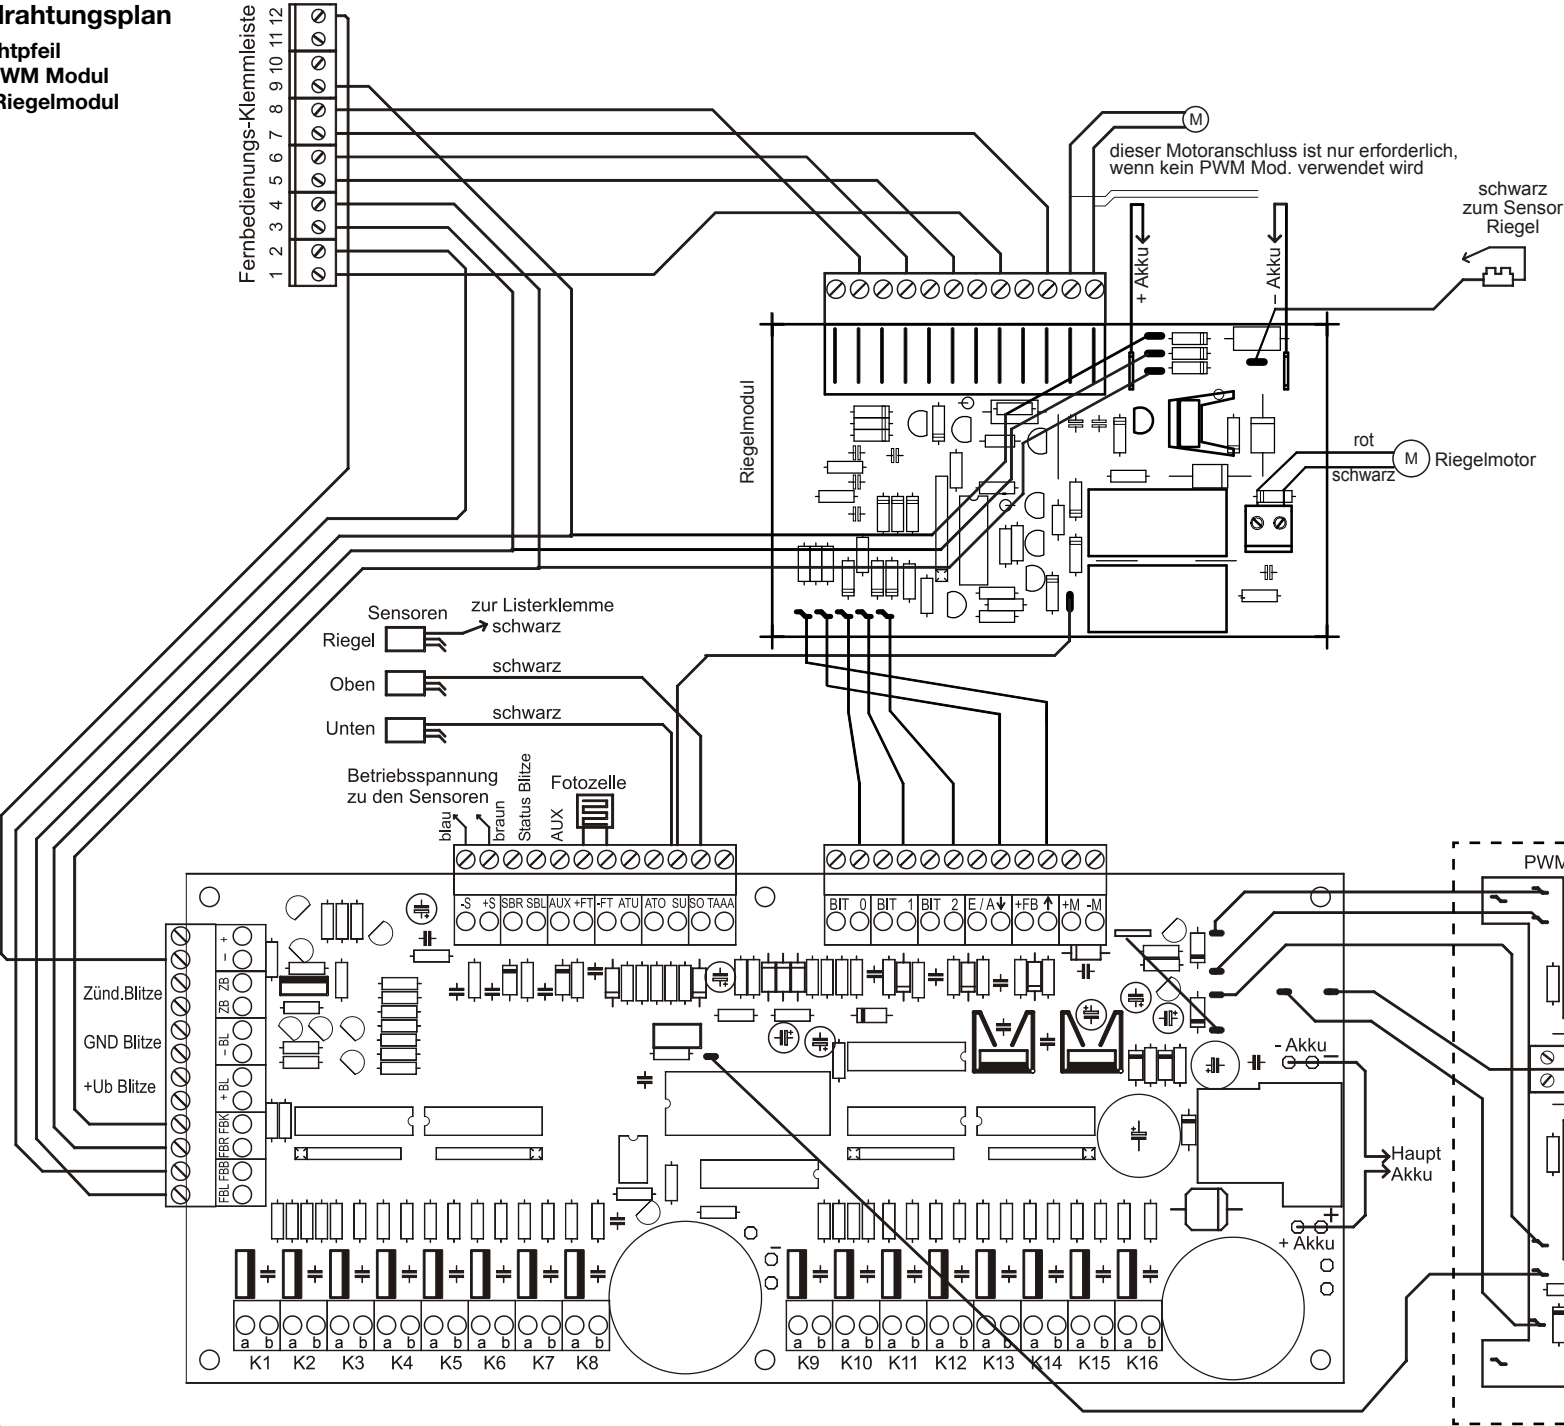 drahtungsplan
htpfeil
WM Modul
Riegelmodul
Fernbedienungs-Klemmleiste
1 2 3 4 5 6 7 8 9 10 11 12
M
dieser Motoranschluss ist nur erforderlich,
wenn kein PWM Mod. verwendet wird
+ Akku
- Akku
schwarz
zum Sensor
Riegel
Riegelmodul
rot
schwarz
M
Riegelmotor
Sensoren
Riegel
zur Listerklemme
schwarz
Oben
schwarz
Unten
schwarz
Betriebsspannung
zu den Sensoren
blau
braun
Status Blitze
AUX
Fotozelle
-S +S SBR SBL AUX +FT -FT ATU ATO SU SO TAAA
BIT 0 BIT 1 BIT 2 E / A +FB +M -M
PWM
+
-
ZB
ZB
- BL
+ BL
FBK
FBR
FBB
FBL
Zünd.Blitze
GND Blitze
+Ub Blitze
- Akku
Haupt
Akku
+
+ Akku
a b a b a b a b a b a b a b a b
K1 K2 K3 K4 K5 K6 K7 K8
a b a b a b a b a b a b a b a b
K9 K10 K11 K12 K13 K14 K15 K16